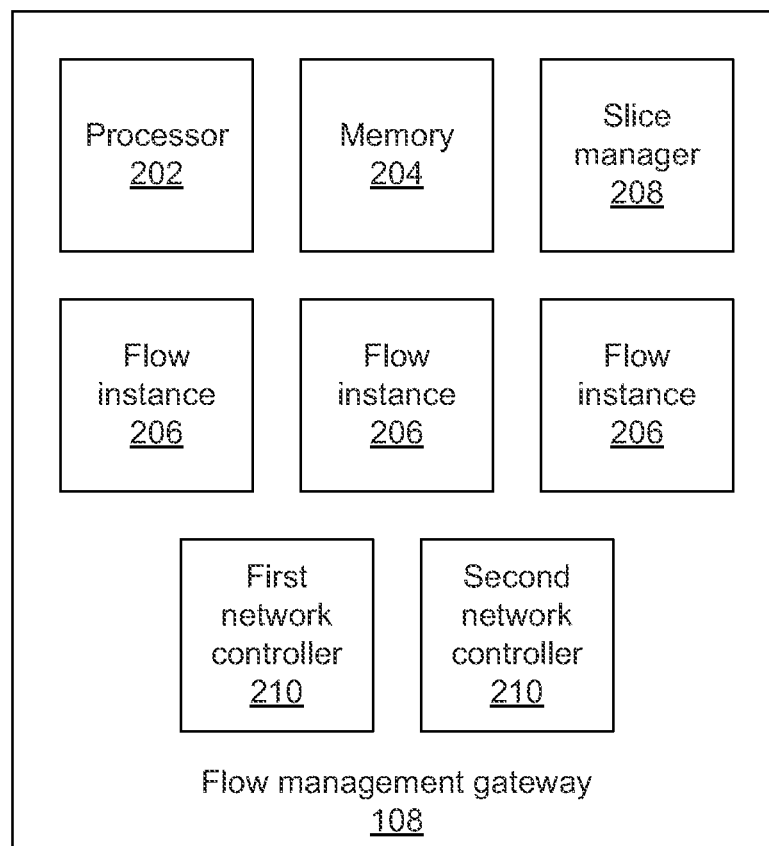 Processor
202
Memory
204
Slice
manager
208
Flow
instance
206
Flow
instance
206
Flow
instance
206
First
network
controller
210
Second
network
controller
210
Flow management gateway
108